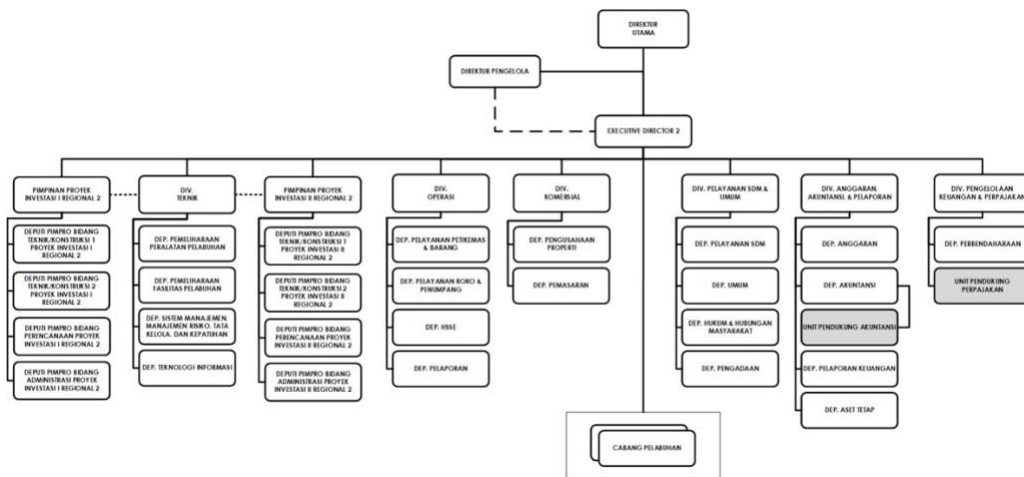 DIREKTUR
UTAMA
DIREKTUR PENGELOLA
EXECUTIVE DIRECTOR 2
PIMPINAN PROYEK
INVESTASI I REGIONAL 2
DEPUTI PIMPRO BIDANG
TEKNIK/KONSTRUKSI 1
PROYEK INVESTASI I
REGIONAL 2
DEPUTI PIMPRO BIDANG
TEKNIK/KONSTRUKSI 2
PROYEK INVESTASI I
REGIONAL 2
DEPUTI PIMPRO BIDANG
PERENCANAAN PROYEK
INVESTASI I REGIONAL 2
DEPUTI PIMPRO BIDANG
ADMINISTRASI PROYEK
INVESTASI I REGIONAL 2
DIV.
TEKNIK
DEP. PEMELIHARAAN
PERALATAN PELABUHAN
DEP. PEMELIHARAAN
FASILITAS PELABUHAN
DEP. SISTEM MANAJEMEN,
MANAJEMEN RISIKO, TATA
KELOLA, DAN KEPATUHAN
DEP. TEKNOLOGI INFORMASI
PIMPINAN PROYEK
INVESTASI II REGIONAL 2
DEPUTI PIMPRO BIDANG
TEKNIK/KONSTRUKSI 1
PROYEK INVESTASI II
REGIONAL 2
DEPUTI PIMPRO BIDANG
TEKNIK/KONSTRUKSI 2
PROYEK INVESTASI II
REGIONAL 2
DEPUTI PIMPRO BIDANG
PERENCANAAN PROYEK
INVESTASI II REGIONAL 2
DEPUTI PIMPRO BIDANG
ADMINISTRASI PROYEK
INVESTASI II REGIONAL 2
DIV.
OPERASI
DEP. PELAYANAN PETIKEMAS
& BARANG
DEP. PELAYANAN RORO &
PENUMPANG
DEP. HSSE
DEP. PELAPORAN
DIV.
KOMERSIAL
DEP. PENGUSAHAAN
PROPERTI
DEP. PEMASARAN
DIV. PELAYANAN SDM &
UMUM
DEP. PELAYANAN SDM
DEP. UMUM
DEP. HUKUM & HUBUNGAN
MASYARAKAT
DEP. PENGADAAN
DIV. ANGGARAN,
AKUNTANSI & PELAPORAN
DEP. ANGGARAN
DEP. AKUNTANSI
UNIT PENDUKUNG AKUNTANSI
DEP. PELAPORAN KEUANGAN
DEP. ASET TETAP
DIV. PENGELOLAAN
KEUANGAN & PERPAJAKAN
DEP. PERBENDAHARAAN
UNIT PENDUKUNG
PERPAJAKAN
CABANG PELABUHAN